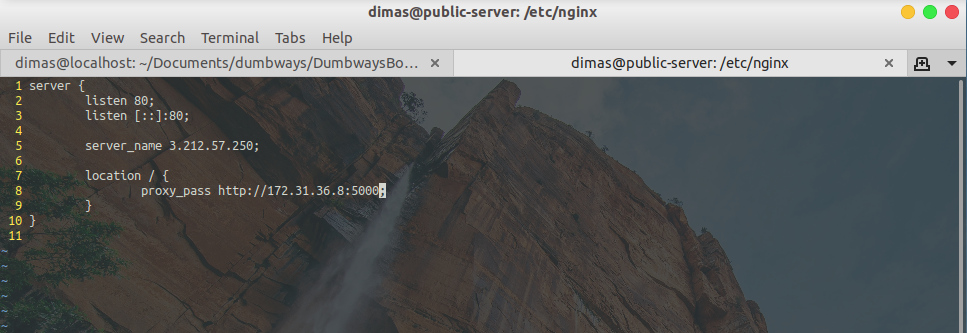 dimas@public-server: /etc/nginx
File Edit View Search Terminal Tabs Help
dimas@localhost: ~/Documents/dumbways/DumbwaysBo… × dimas@public-server: /etc/nginx ×
1 server {
2         listen 80;
3         listen [::]:80;
4
5         server_name 3.212.57.250;
6
7         location / {
8                 proxy_pass http://172.31.36.8:5000;
9         }
10 }
11
~
~
~
~
~
~